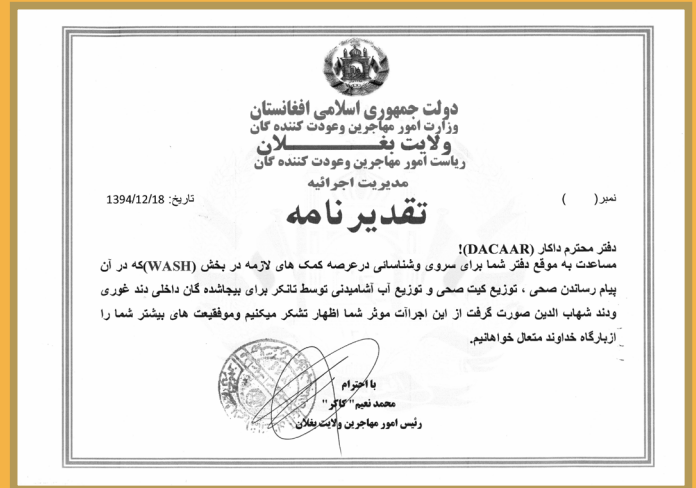 دولت جمهوری اسلامی افغانستان
وزارت امور مهاجرین وعودت کننده گان
ولایت بغـــــــــلان
ریاست امور مهاجرین وعودت کننده گان
مدیریت اجرائیه
نمبر( )
تاریخ: 1394/12/18
تقدیر نامه
دفتر محترم داکار (DACAAR)!
مساعدت به موقع دفتر شما برای سروی وشناسائی درعرصه کمک های لازمه در بخش (WASH)که در آن
پیام رساندن صحی ، توزیع کیت صحی و توزیع آب آشامیدنی توسط تانکر برای بیجاشده گان داخلی دند غوری
ودند شهاب الدین صورت گرفت از این اجراآت موثر شما اظهار تشکر میکنیم وموفقیعت های بیشتر شما را
ازبارگاه خداوند متعال خواهانیم.
با احترام
محمد نعیم" کاکر"
رئیس امور مهاجرین ولایت بغلان